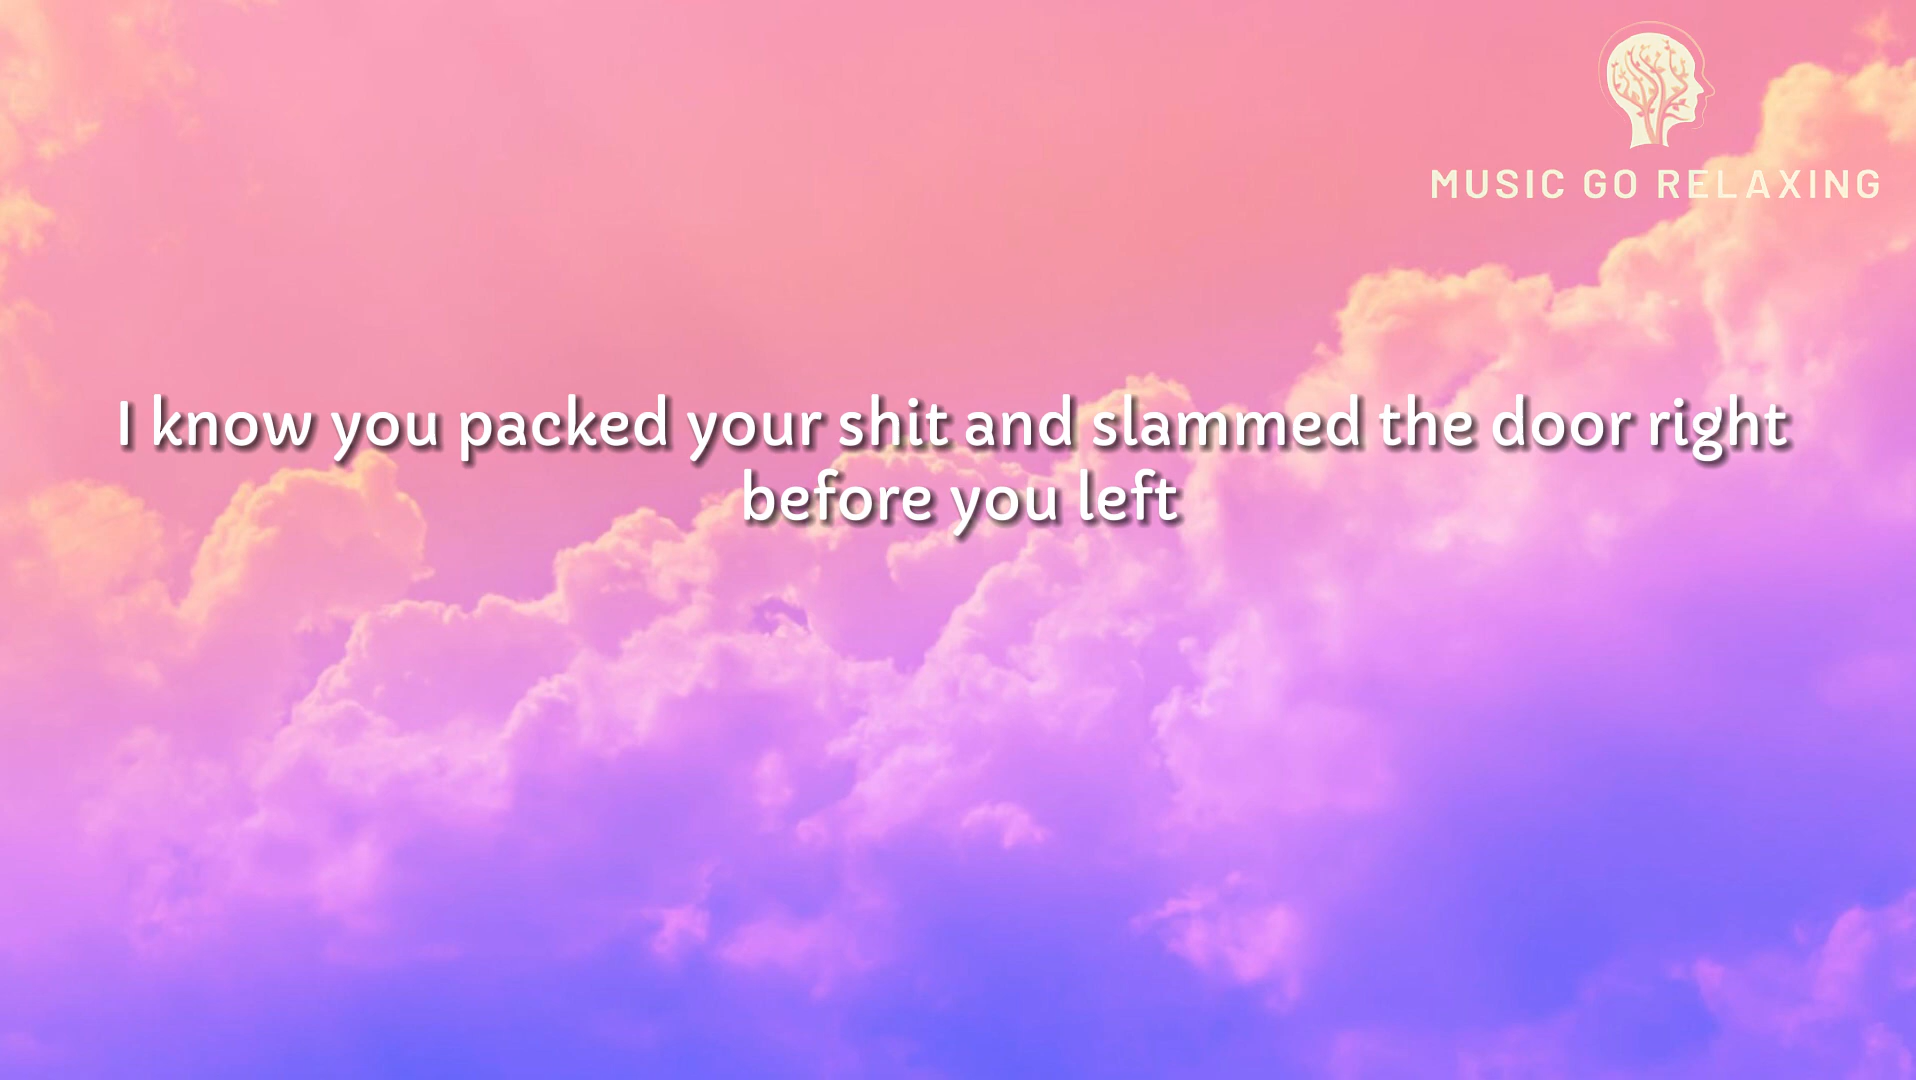 MUSIC GO RELAXING
I know you packed your shit and slammed the door right
before you left